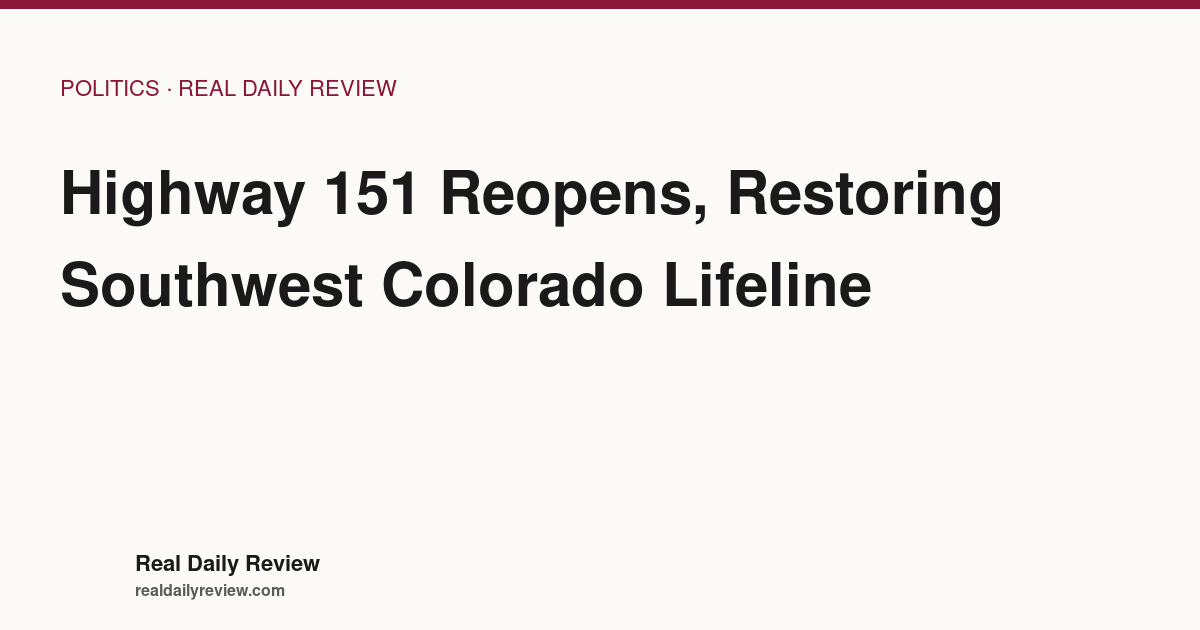 POLITICS · REAL DAILY REVIEW
Highway 151 Reopens, Restoring
Southwest Colorado Lifeline
Real Daily Review
realdailyreview.com